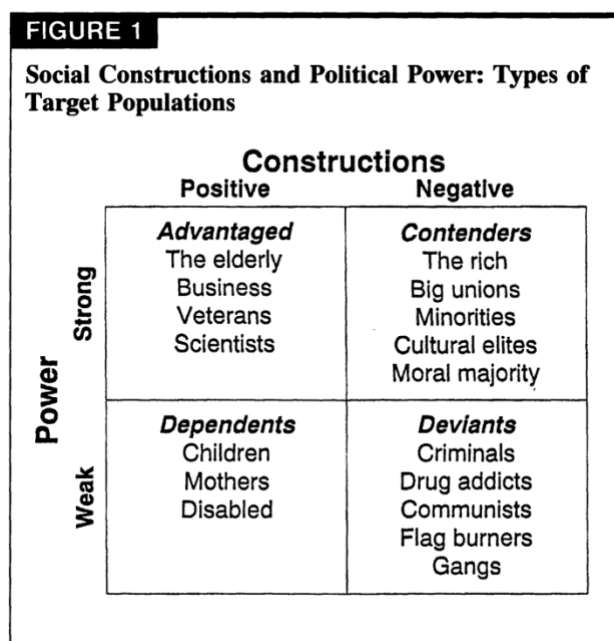 FIGURE 1
Social Constructions and Political Power: Types of
Target Populations
Constructions
Positive
Negative
Power
Strong
Advantaged
The elderly
Business
Veterans
Scientists
Contenders
The rich
Big unions
Minorities
Cultural elites
Moral majority
Weak
Dependents
Children
Mothers
Disabled
Deviants
Criminals
Drug addicts
Communists
Flag burners
Gangs